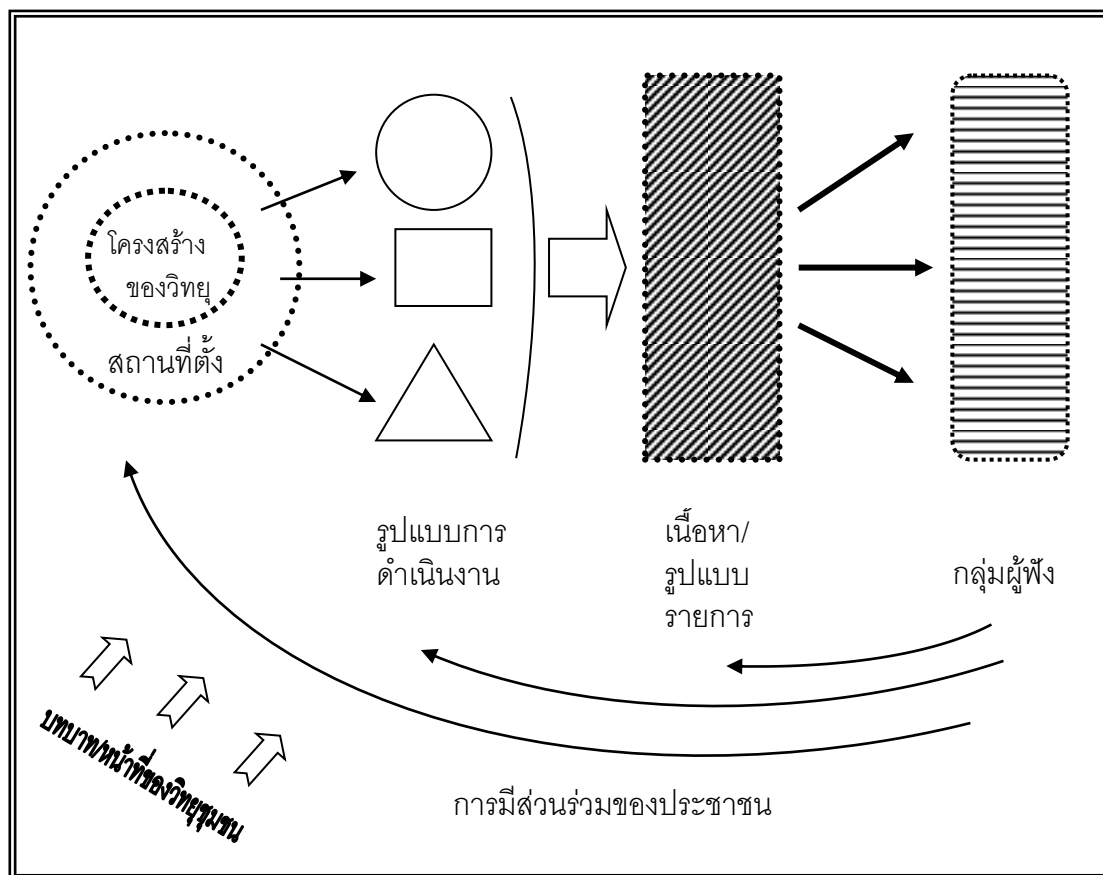 โครงสร้าง
ของวิทยุ
สถานที่ตั้ง
รูปแบบการ
ดำเนินงาน
เนื้อหา/
รูปแบบ
รายการ
กลุ่มผู้ฟัง
บทบาท/หน้าที่ของวิทยุชุมชน
การมีส่วนร่วมของประชาชน